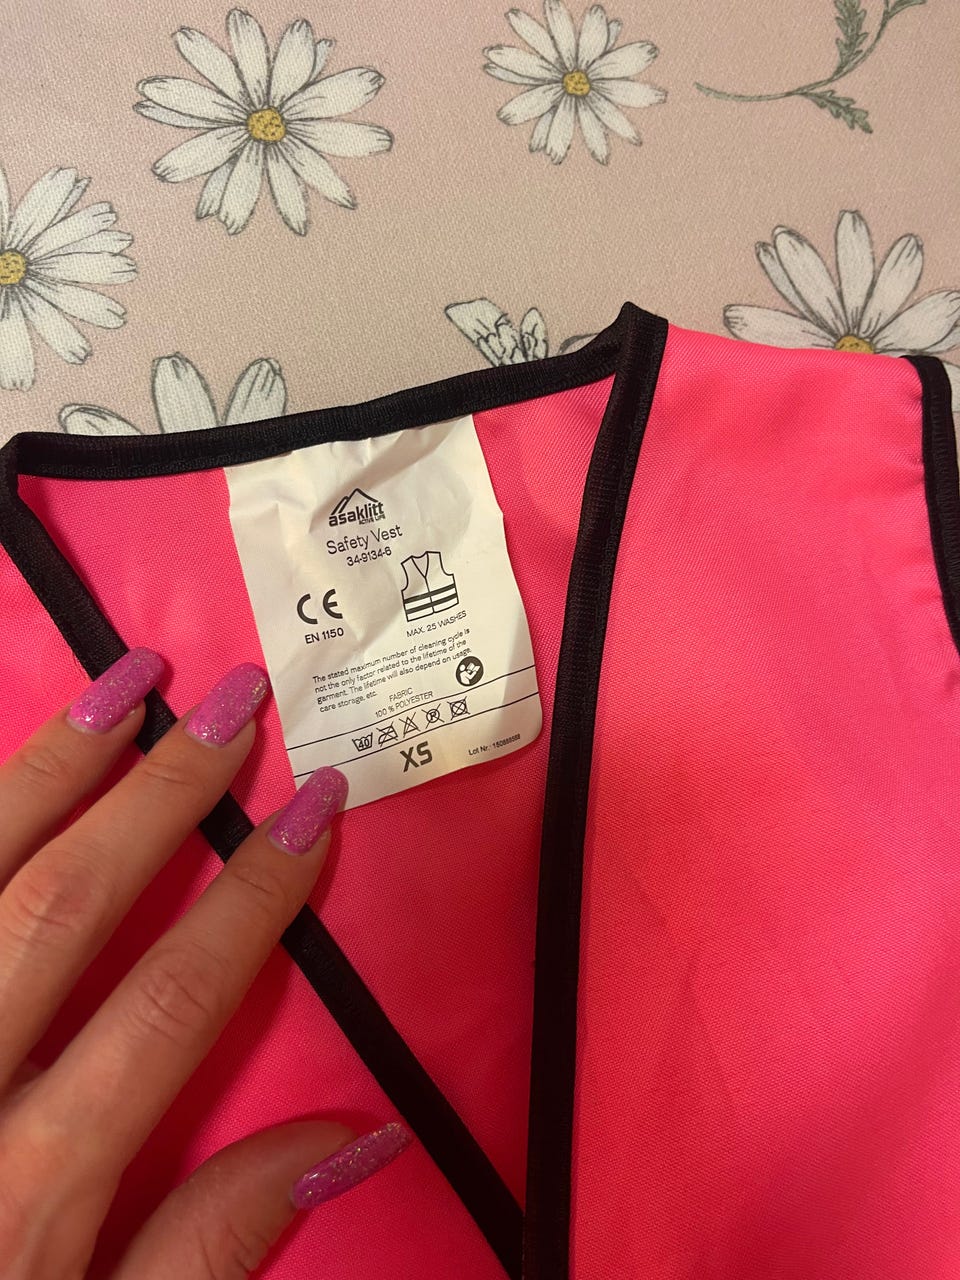 asaklitt
ACTIVE LIFE
Safety Vest
34-9134-6
CE
EN 1150
MAX. 25 WASHES
The stated maximum number of cleaning cycle is
not the only factor related to the lifetime of the
garment. The lifetime will also depend on usage,
care storage, etc.
FABRIC
100 % POLYESTER
40
XS
Lot Nr.: